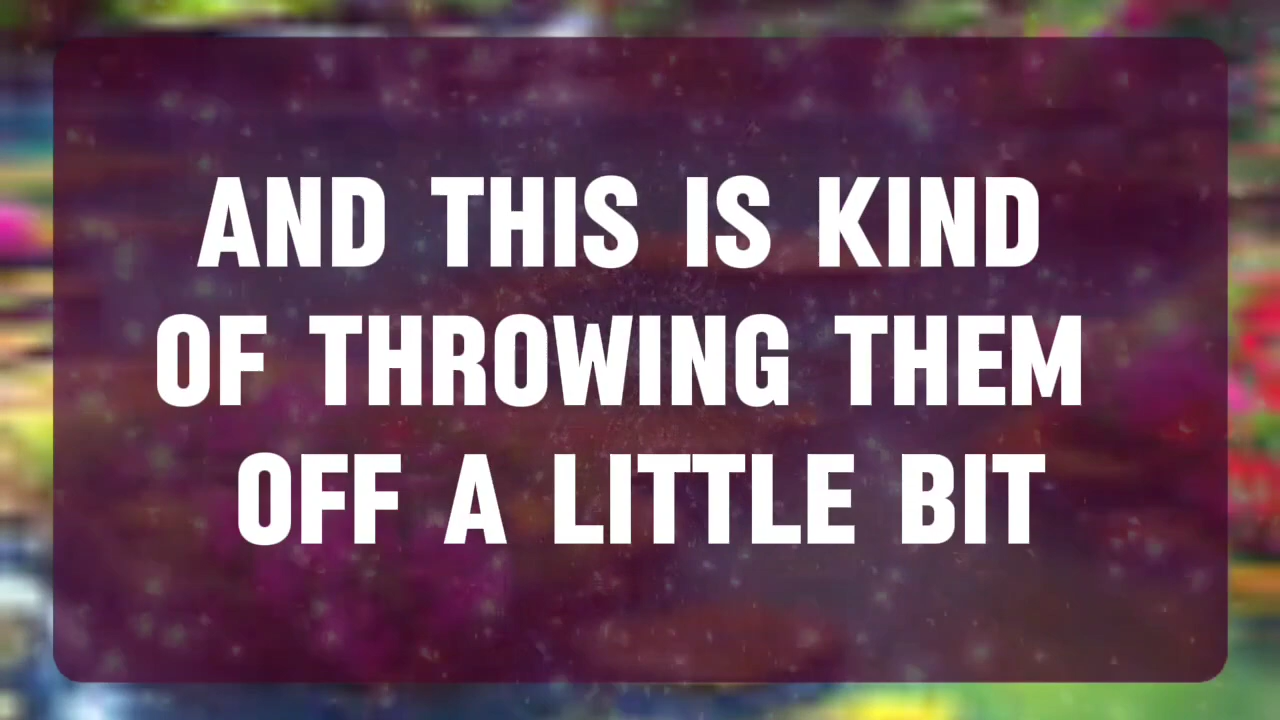 AND THIS IS KIND
OF THROWING THEM
OFF A LITTLE BIT